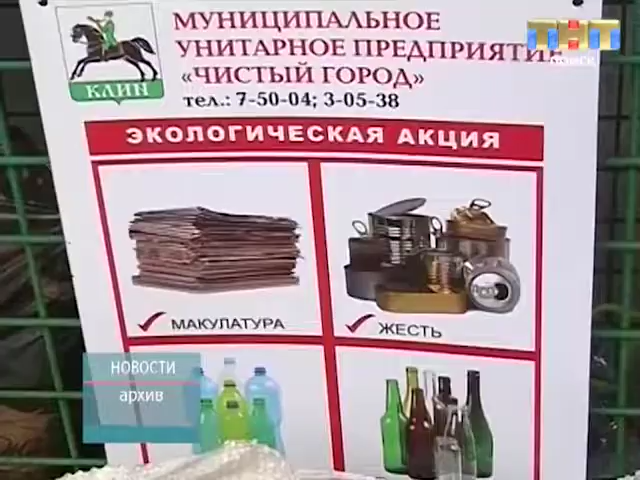 МУНИЦИПАЛЬНОЕ
УНИТАРНОЕ ПРЕДПРИЯТИЕ
«ЧИСТЫЙ ГОРОД»
тел.: 7-50-04; 3-05-38
КЛИН
ТНТ
ЭКОЛОГИЧЕСКАЯ АКЦИЯ
МАКУЛАТУРА
ЖЕСТЬ
НОВОСТИ
архив